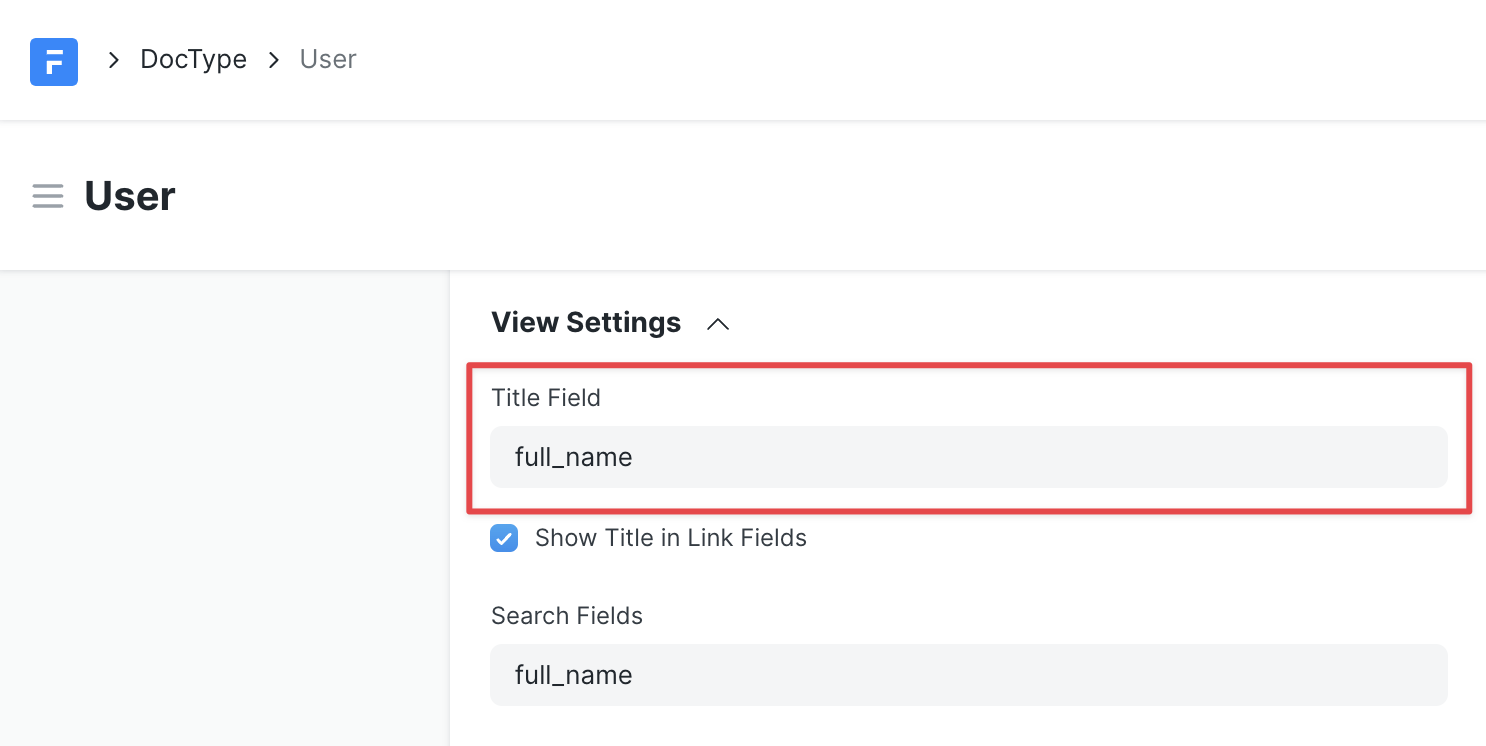 F > DocType > User
User
View Settings
Title Field
full_name
Show Title in Link Fields
Search Fields
full_name